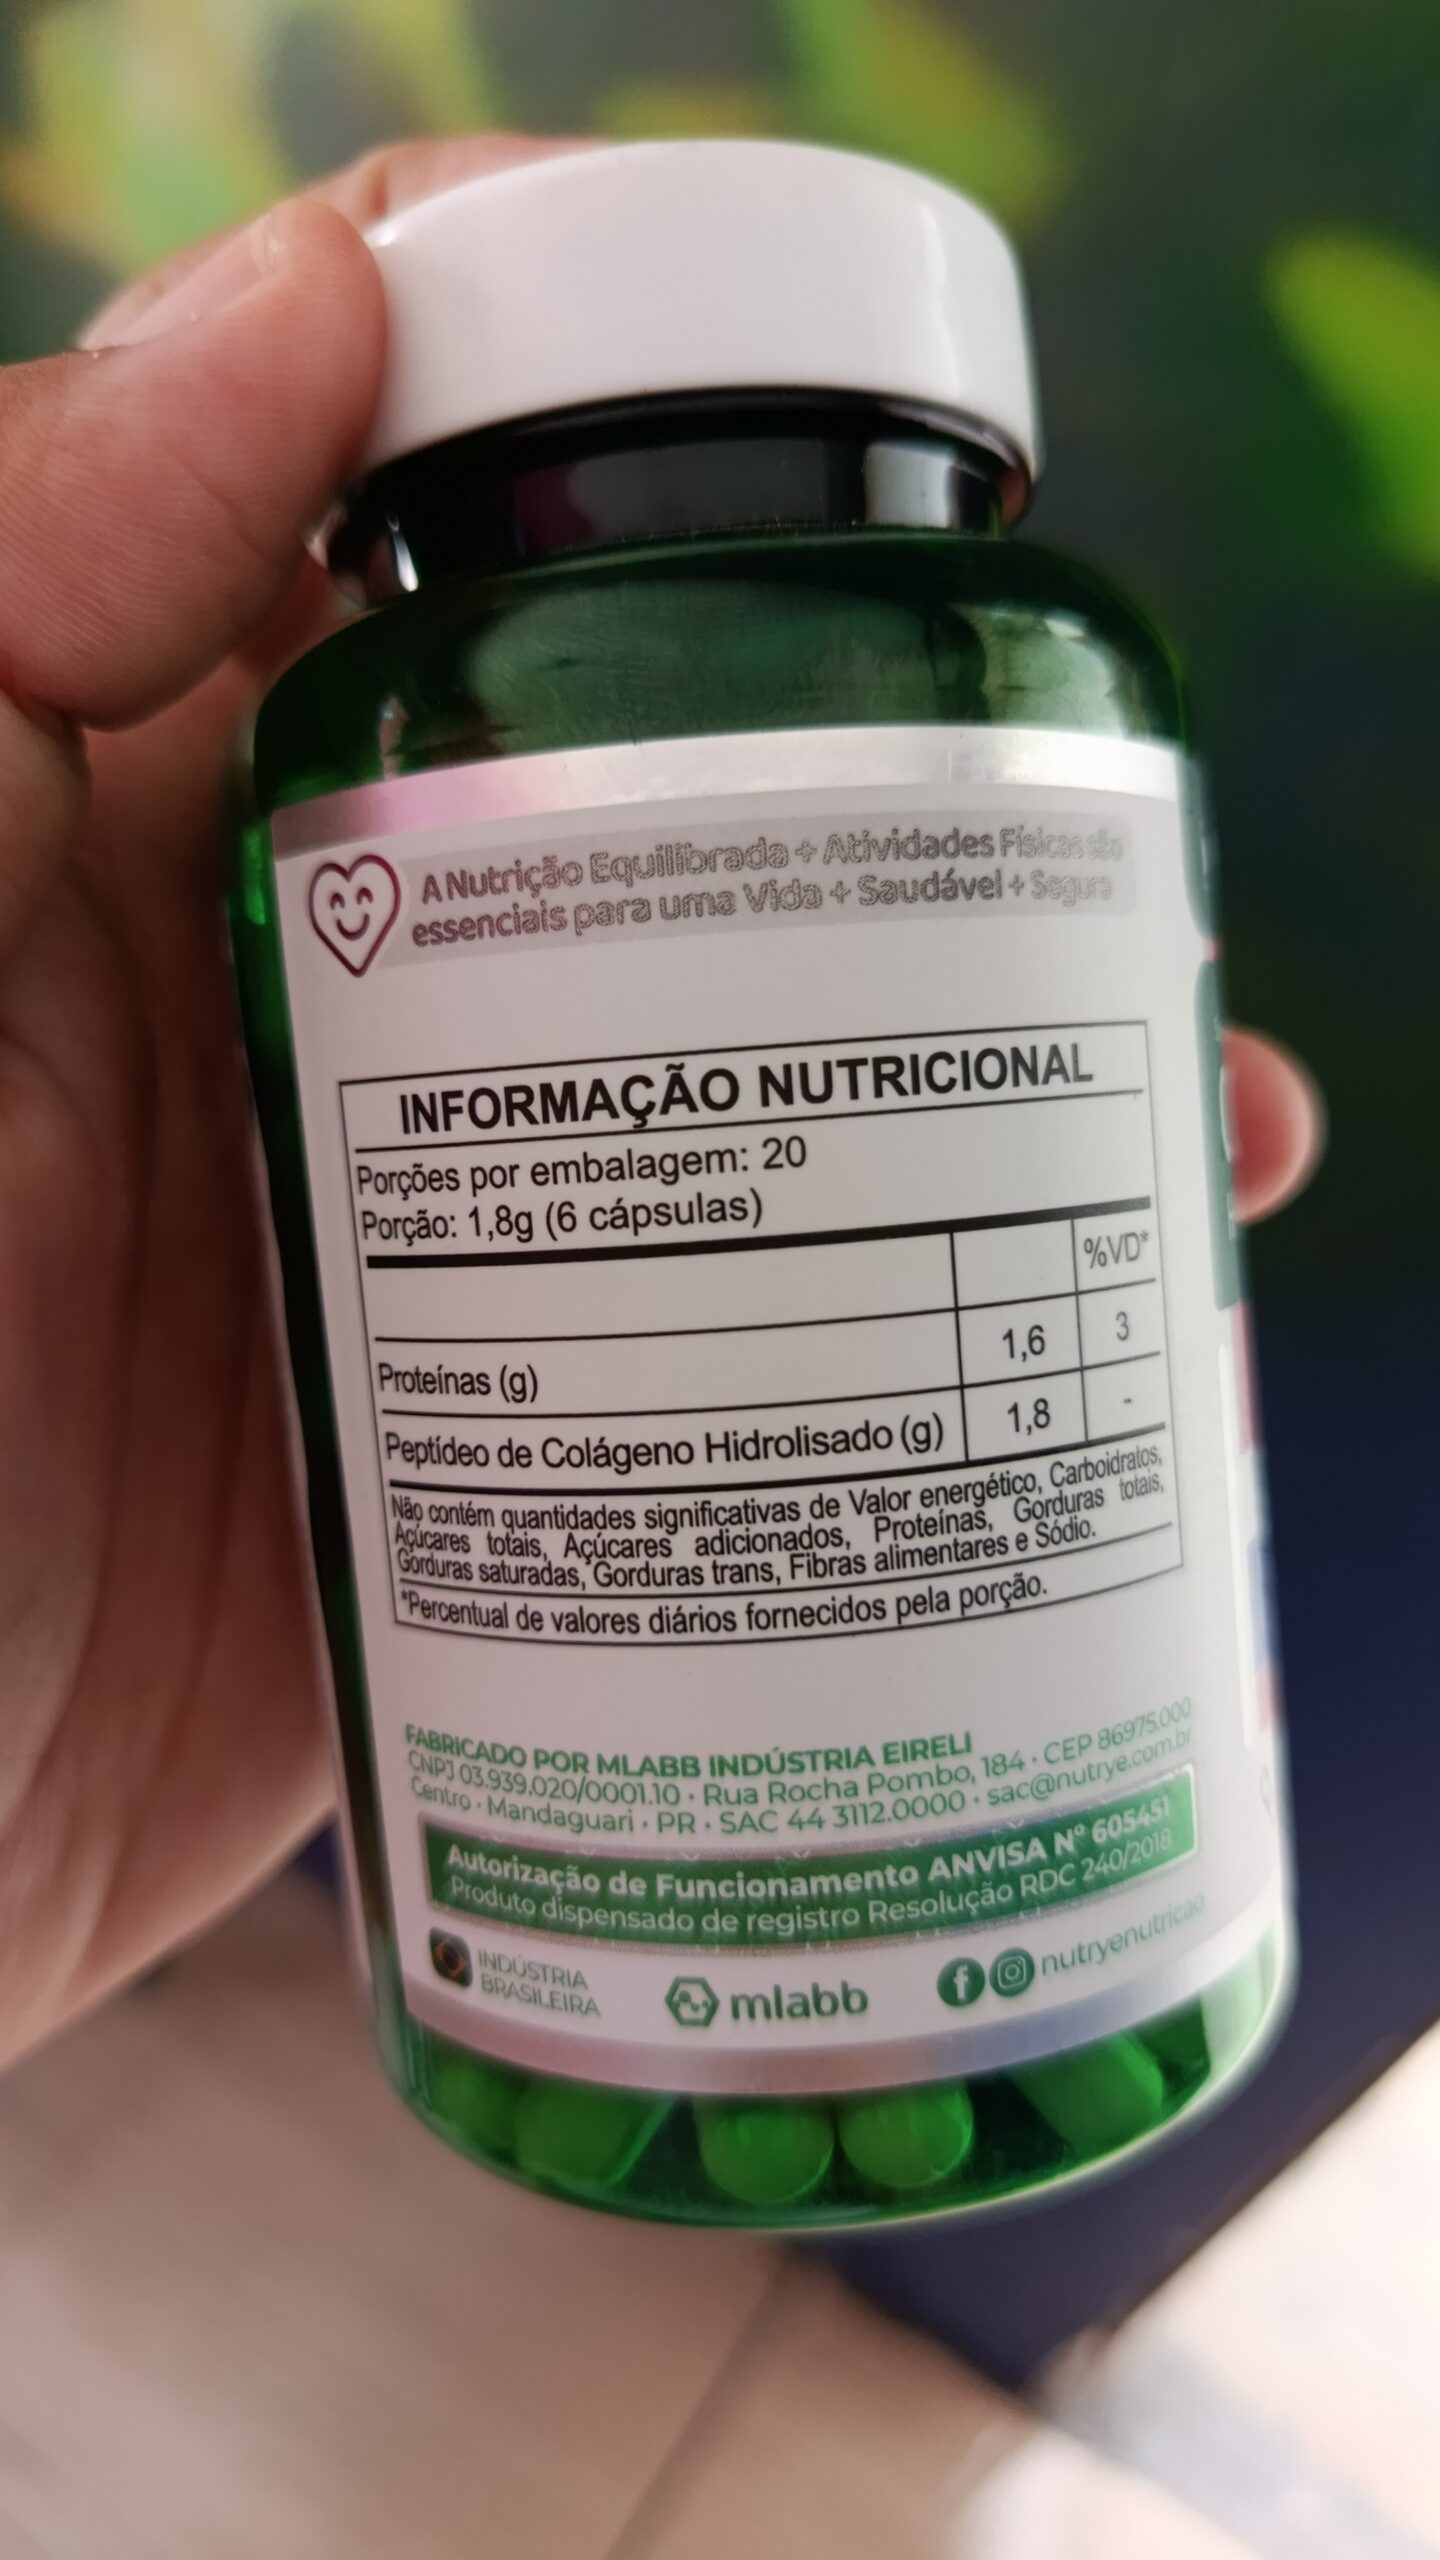 A Nutrição Equilibrada + Atividades Físicas são
essenciais para uma Vida + Saudável + Segura
INFORMAÇÃO NUTRICIONAL
Porções por embalagem: 20
Porção: 1,8g (6 cápsulas)
%VD*
Proteínas (g) 1,6 3
Peptídeo de Colágeno Hidrolisado (g) 1,8 -
Não contém quantidades significativas de Valor energético, Carboidratos,
Açúcares totais, Açúcares adicionados, Proteínas, Gorduras totais,
Gorduras saturadas, Gorduras trans, Fibras alimentares e Sódio.
*Percentual de valores diários fornecidos pela porção.
FABRICADO POR MLABB INDÚSTRIA EIRELI
CNPJ 03.939.020/0001.10 • Rua Rocha Pombo, 184 • CEP 86975.000
Centro • Mandaguari • PR • SAC 44 3112.0000 • sac@nutrye.com.br
Autorização de Funcionamento ANVISA Nº 605451
Produto dispensado de registro Resolução RDC 240/2018
INDÚSTRIA
BRASILEIRA
mlabb
nutryenutricao